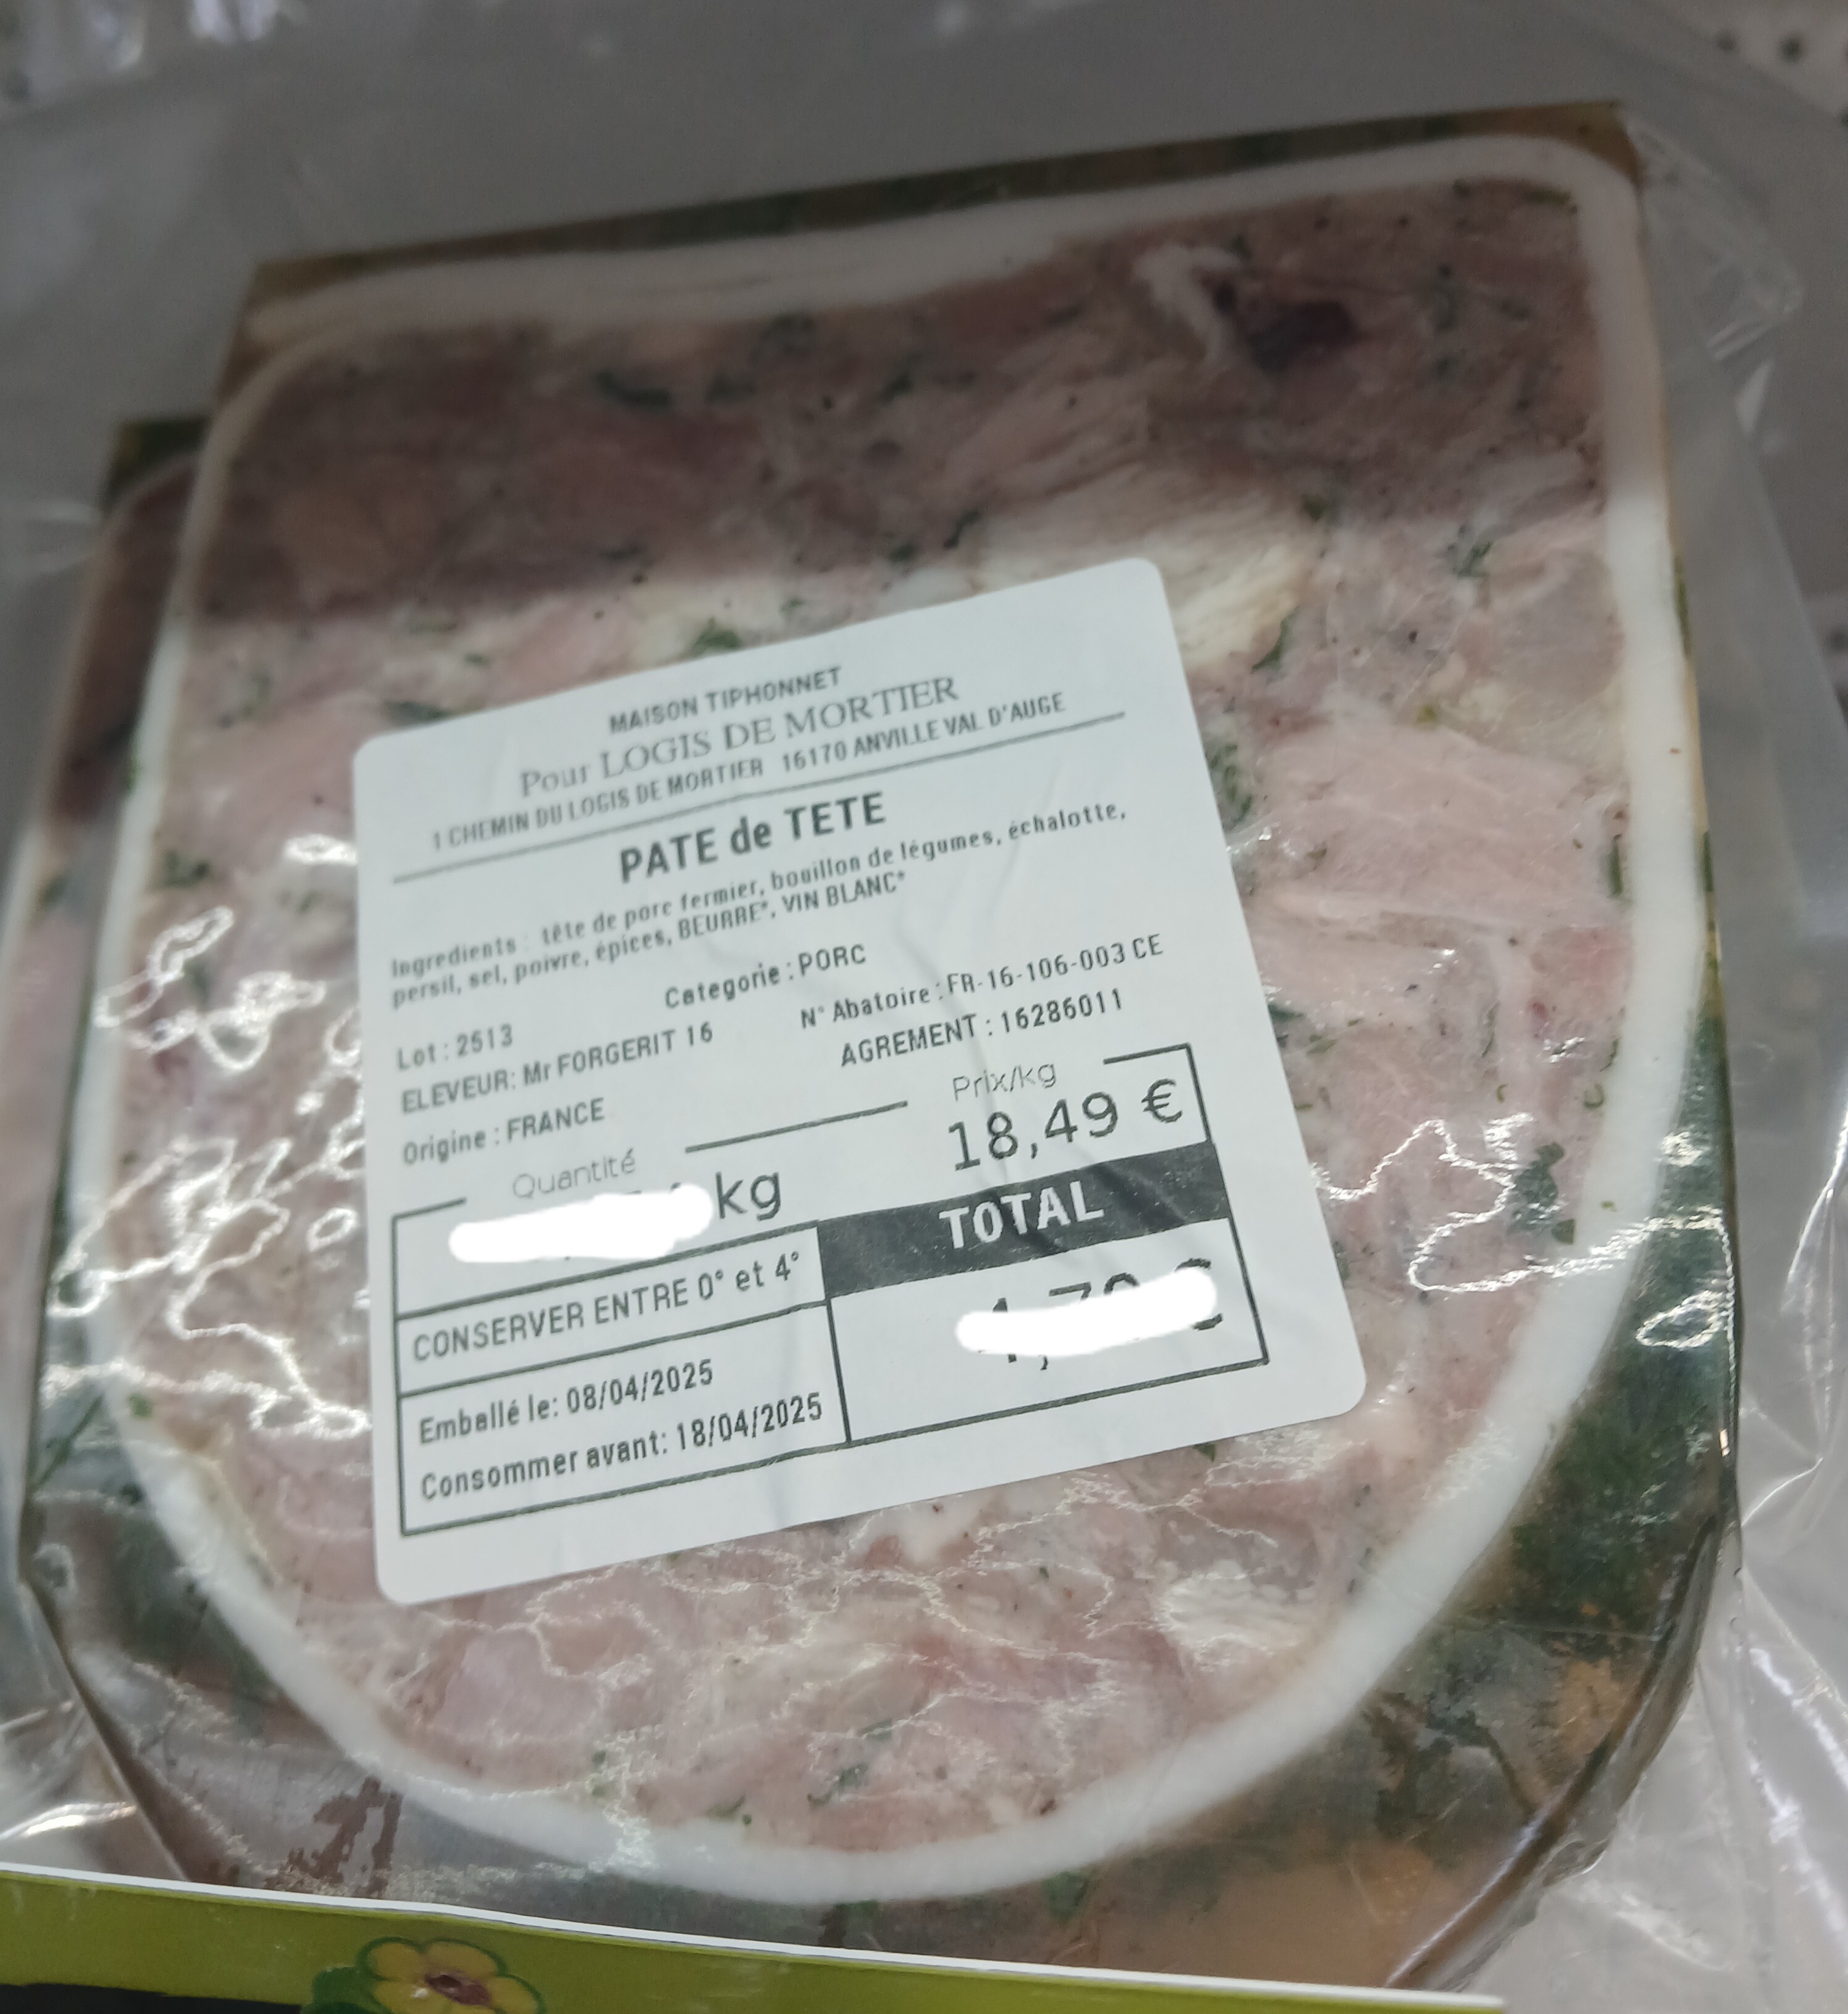 MAISON TIPHONNET
Pour LOGIS DE MORTIER
1 CHEMIN DU LOGIS DE MORTIER 16170 ANVILLE VAL D'AUGE
PATE de TETE
Ingredients : tête de porc fermier, bouillon de légumes, échalotte,
persil, sel, poivre, épices, BEURRE*, VIN BLANC*
Categorie : PORC
Lot : 2513
N° Abatoire : FR-16-106-003 CE
ELEVEUR: Mr FORGERIT 16
AGREMENT : 16286011
Origine : FRANCE
Quantité
kg
Prix/kg
18,49 €
CONSERVER ENTRE 0° et 4°
TOTAL
Emballé le: 08/04/2025
Consommer avant: 18/04/2025